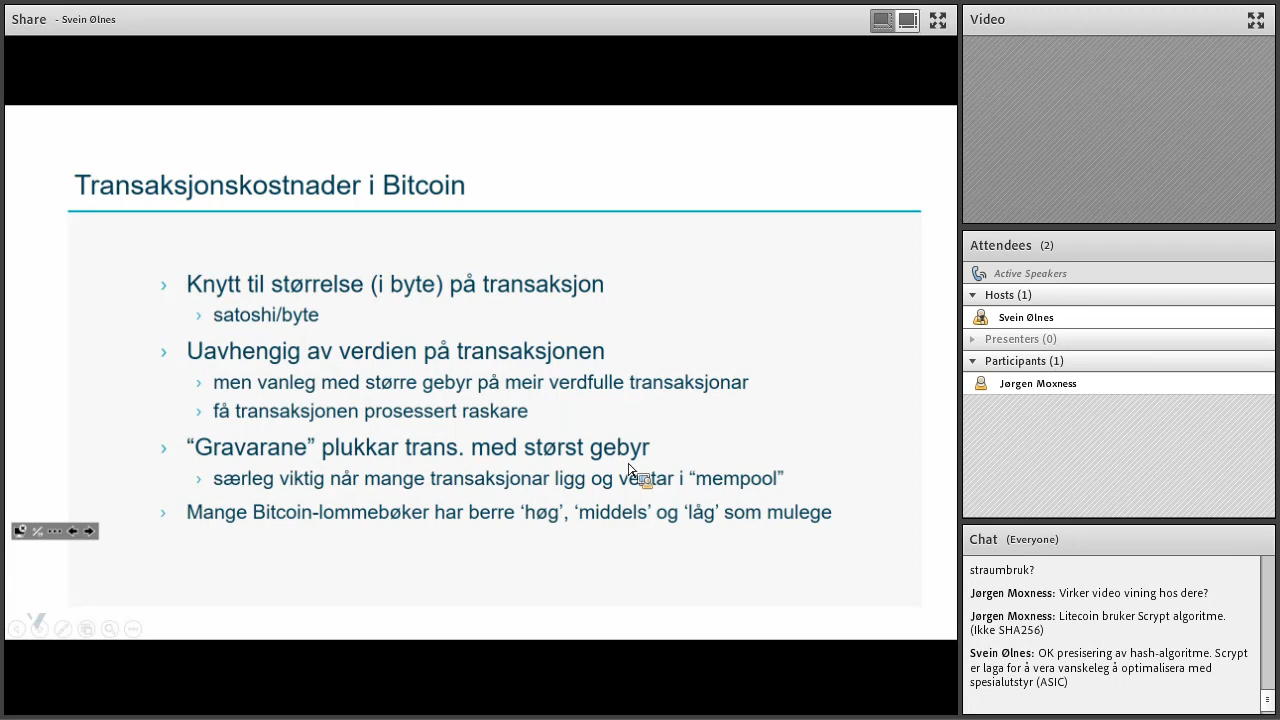 Share - Svein Ølnes
Transaksjonskostnader i Bitcoin
Knytt til størrelse (i byte) på transaksjon
satoshi/byte
Uavhengig av verdien på transaksjonen
men vanleg med større gebyr på meir verdfulle transaksjonar
få transaksjonen prosessert raskare
“Gravarane” plukkar trans. med størst gebyr
særleg viktig når mange transaksjonar ligg og ventar i “mempool”
Mange Bitcoin-lommebøker har berre ‘høg’, ‘middels’ og ‘låg’ som mulege
Video
Attendees (2)
Active Speakers
Hosts (1)
Svein Ølnes
Presenters (0)
Participants (1)
Jørgen Moxness
Chat (Everyone)
straumbruk?
Jørgen Moxness: Virker video vining hos dere?
Jørgen Moxness: Litecoin bruker Scrypt algoritme.
(Ikke SHA256)
Svein Ølnes: OK presisering av hash-algoritme. Scrypt
er laga for å vera vanskeleg å optimalisera med
spesialutstyr (ASIC)